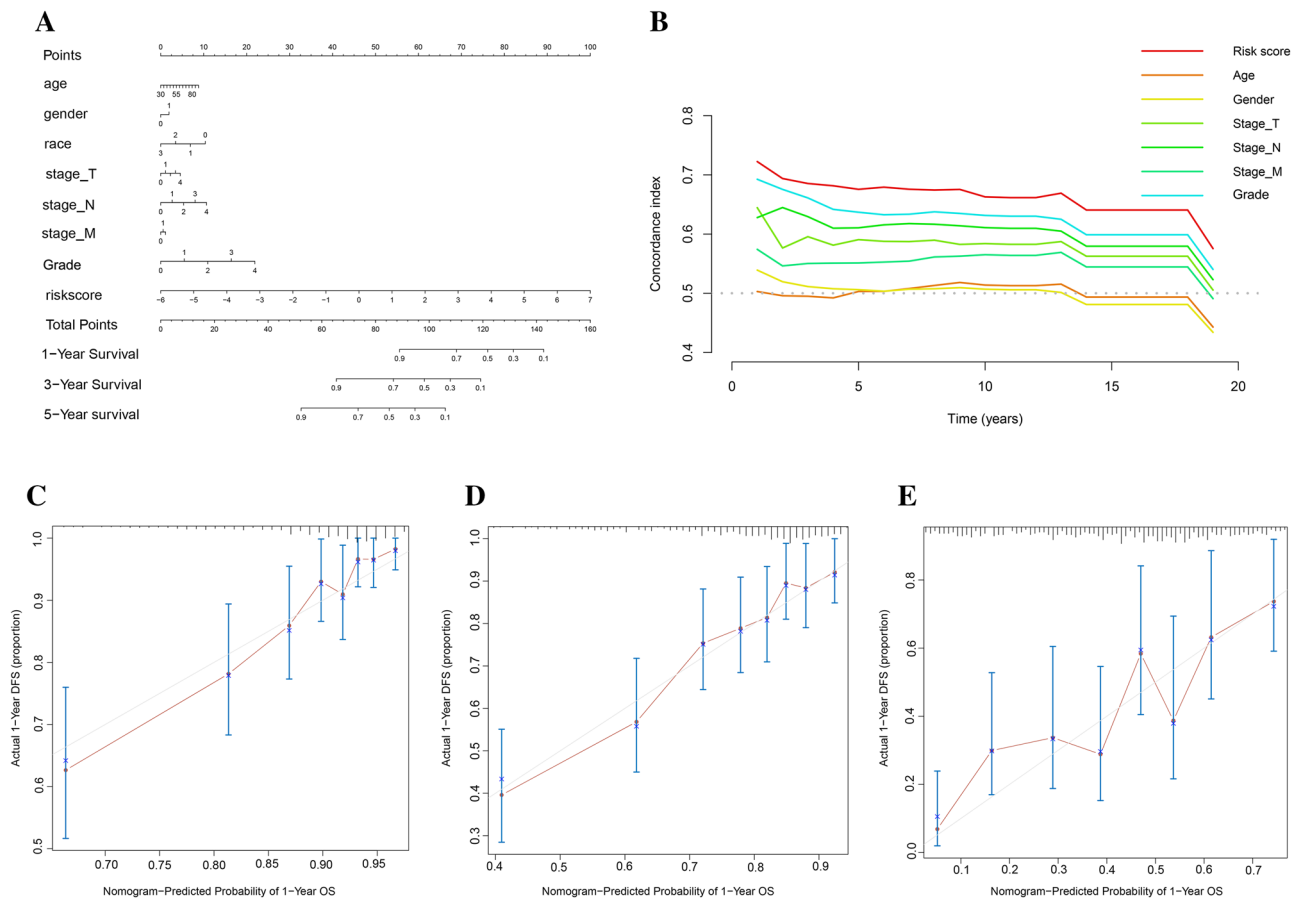 A
Points
0 10 20 30 40 50 60 70 80 90 100
age
30 55 80
gender
1
0
race
2 0
3 1
stage_T
1
0 4
stage_N
1 3
0 2 4
stage_M
1
0
Grade
1 3
0 2 4
riskscore
−6 −5 −4 −3 −2 −1 0 1 2 3 4 5 6 7
Total Points
0 20 40 60 80 100 120 140 160
1−Year Survival
0.9 0.7 0.5 0.3 0.1
3−Year Survival
0.9 0.7 0.5 0.3 0.1
5−Year survival
0.9 0.7 0.5 0.3 0.1
B
Risk score
Age
Gender
Stage_T
Stage_N
Stage_M
Grade
Concordance index
0.8
0.7
0.6
0.5
0.4
0 5 10 15 20
Time (years)
C
Actual 1−Year DFS (proportion)
1.0
0.9
0.8
0.7
0.6
0.5
0.70 0.75 0.80 0.85 0.90 0.95
Nomogram−Predicted Probability of 1−Year OS
D
Actual 1−Year DFS (proportion)
1.0
0.9
0.8
0.7
0.6
0.5
0.4
0.3
0.4 0.5 0.6 0.7 0.8 0.9
Nomogram−Predicted Probability of 1−Year OS
E
Actual 1−Year DFS (proportion)
0.8
0.6
0.4
0.2
0.0
0.1 0.2 0.3 0.4 0.5 0.6 0.7
Nomogram−Predicted Probability of 1−Year OS